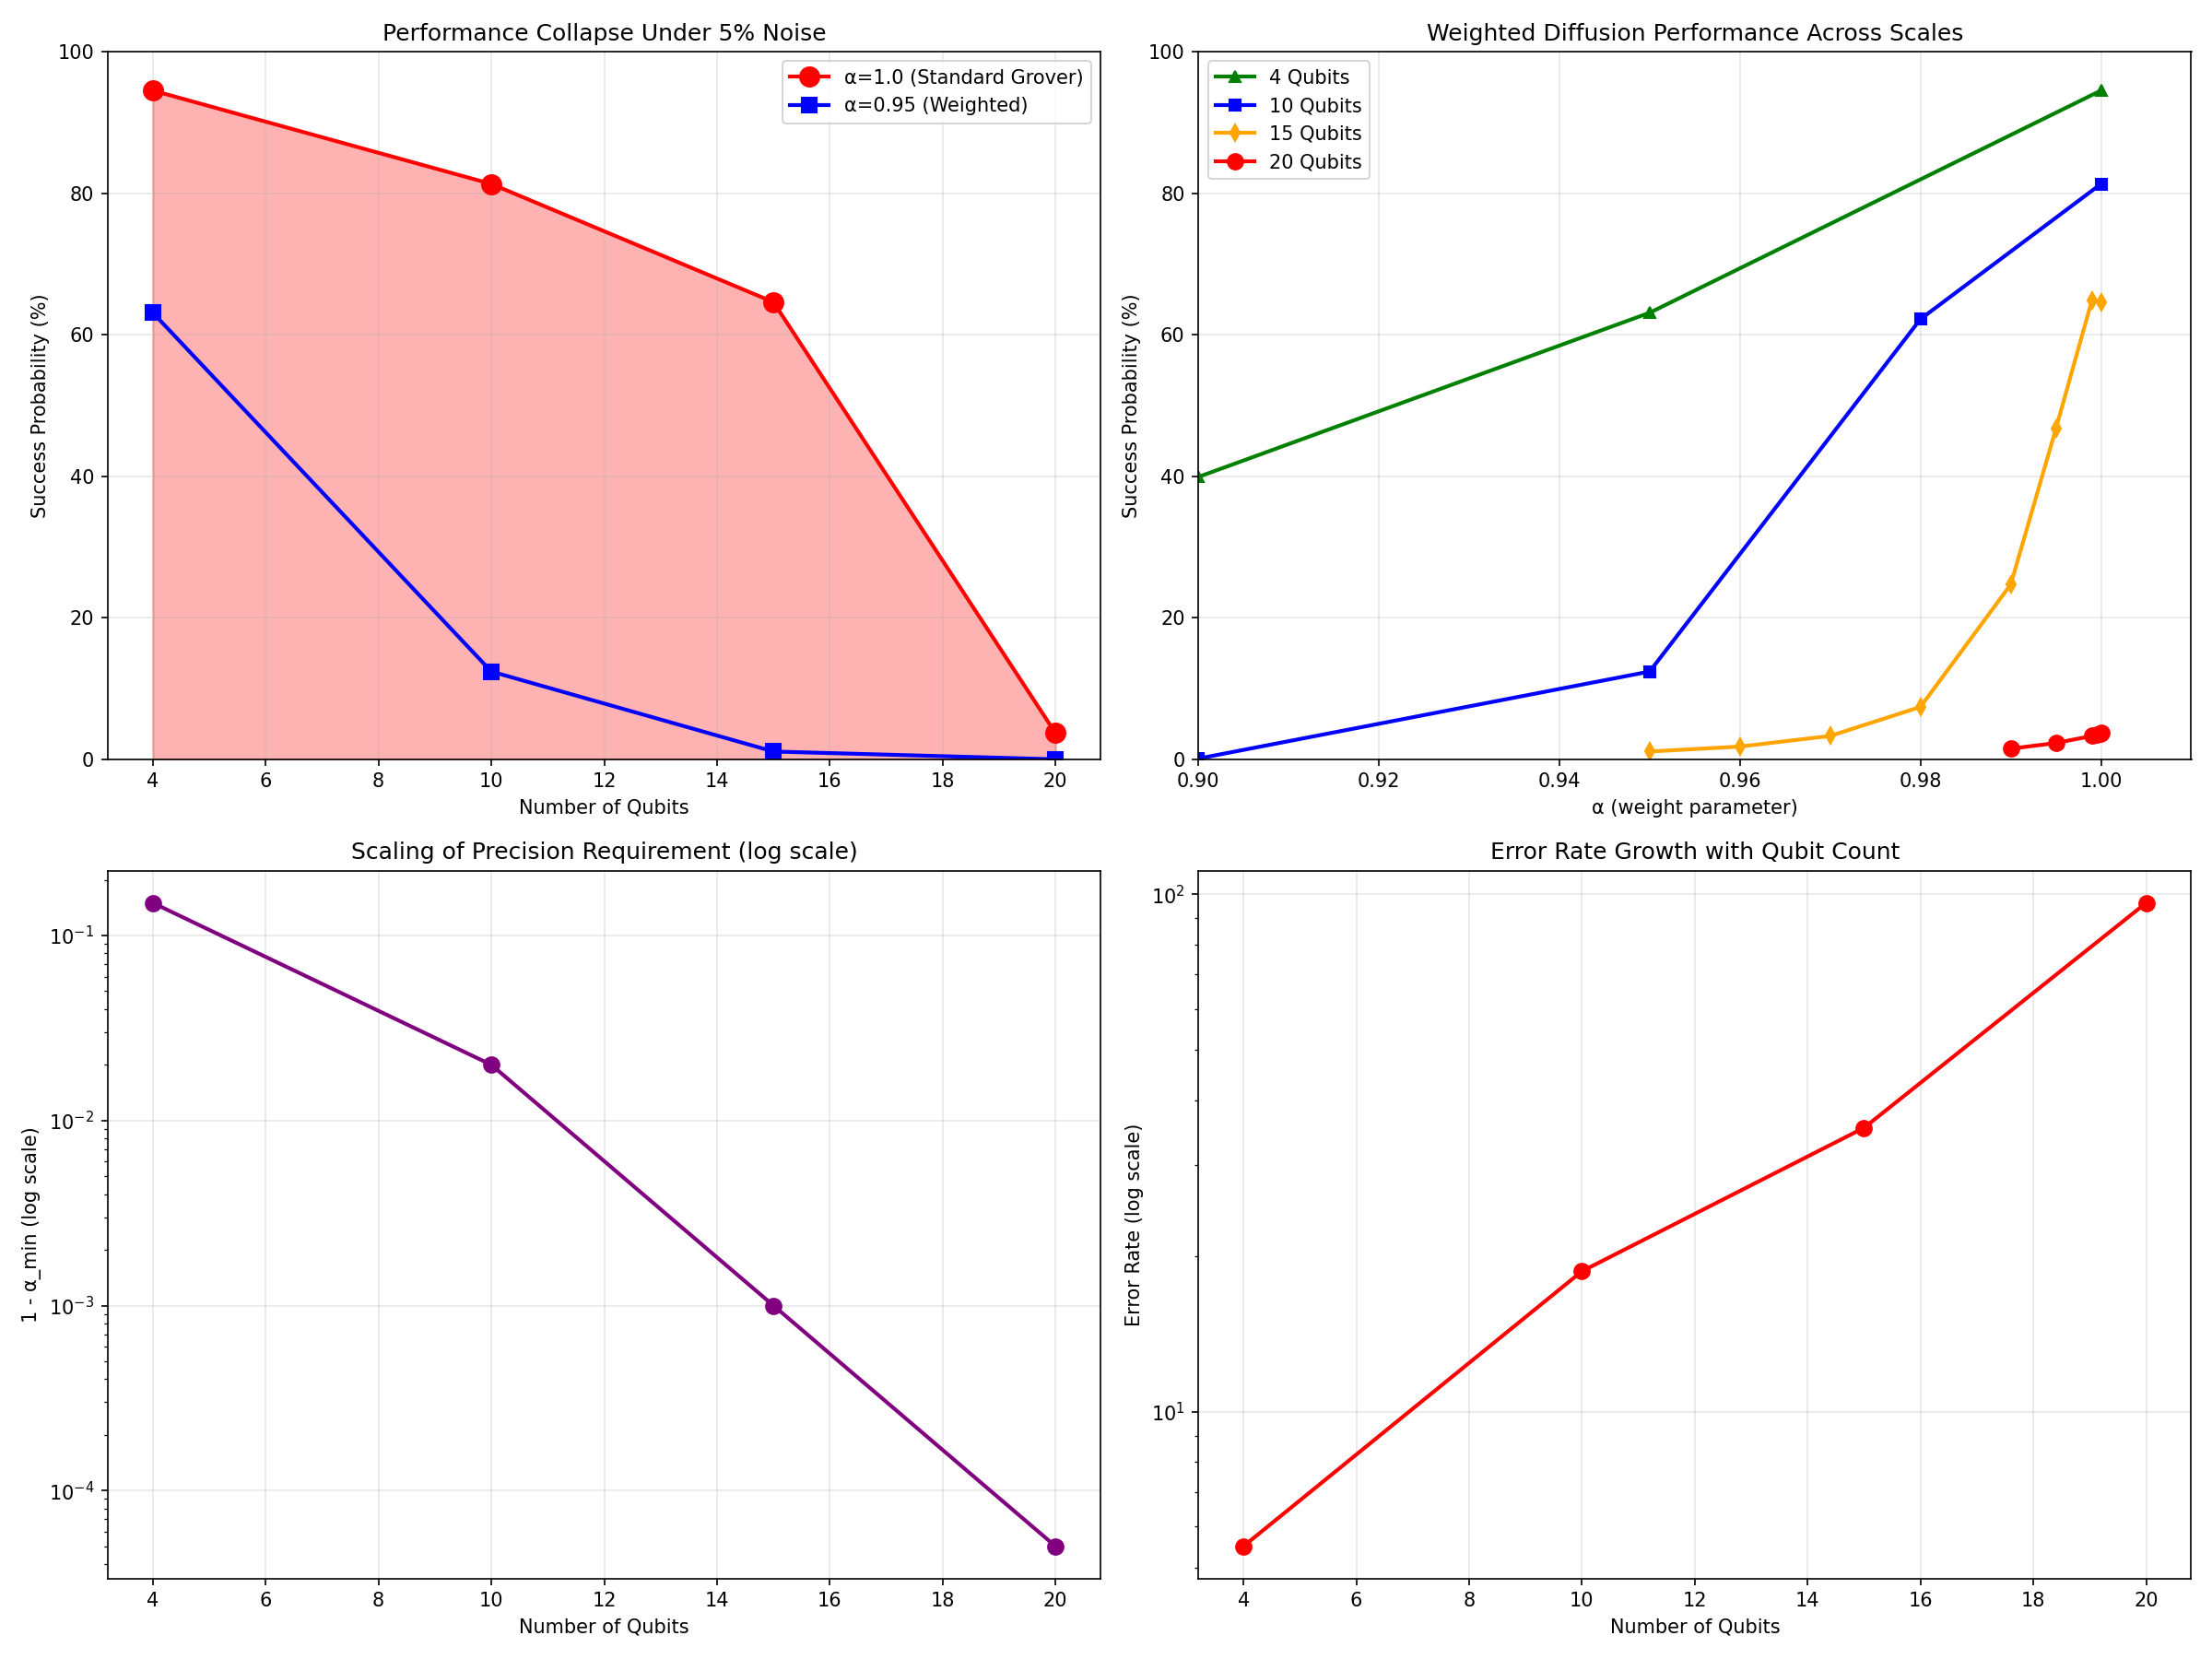 Performance Collapse Under 5% Noise
100
80
60
40
20
0
Success Probability (%)
α=1.0 (Standard Grover)
α=0.95 (Weighted)
4 6 8 10 12 14 16 18 20
Number of Qubits
Weighted Diffusion Performance Across Scales
100
80
60
40
20
0
Success Probability (%)
4 Qubits
10 Qubits
15 Qubits
20 Qubits
0.90 0.92 0.94 0.96 0.98 1.00
α (weight parameter)
Scaling of Precision Requirement (log scale)
10⁻¹
10⁻²
10⁻³
10⁻⁴
1 - α_min (log scale)
4 6 8 10 12 14 16 18 20
Number of Qubits
Error Rate Growth with Qubit Count
10²
10¹
Error Rate (log scale)
4 6 8 10 12 14 16 18 20
Number of Qubits